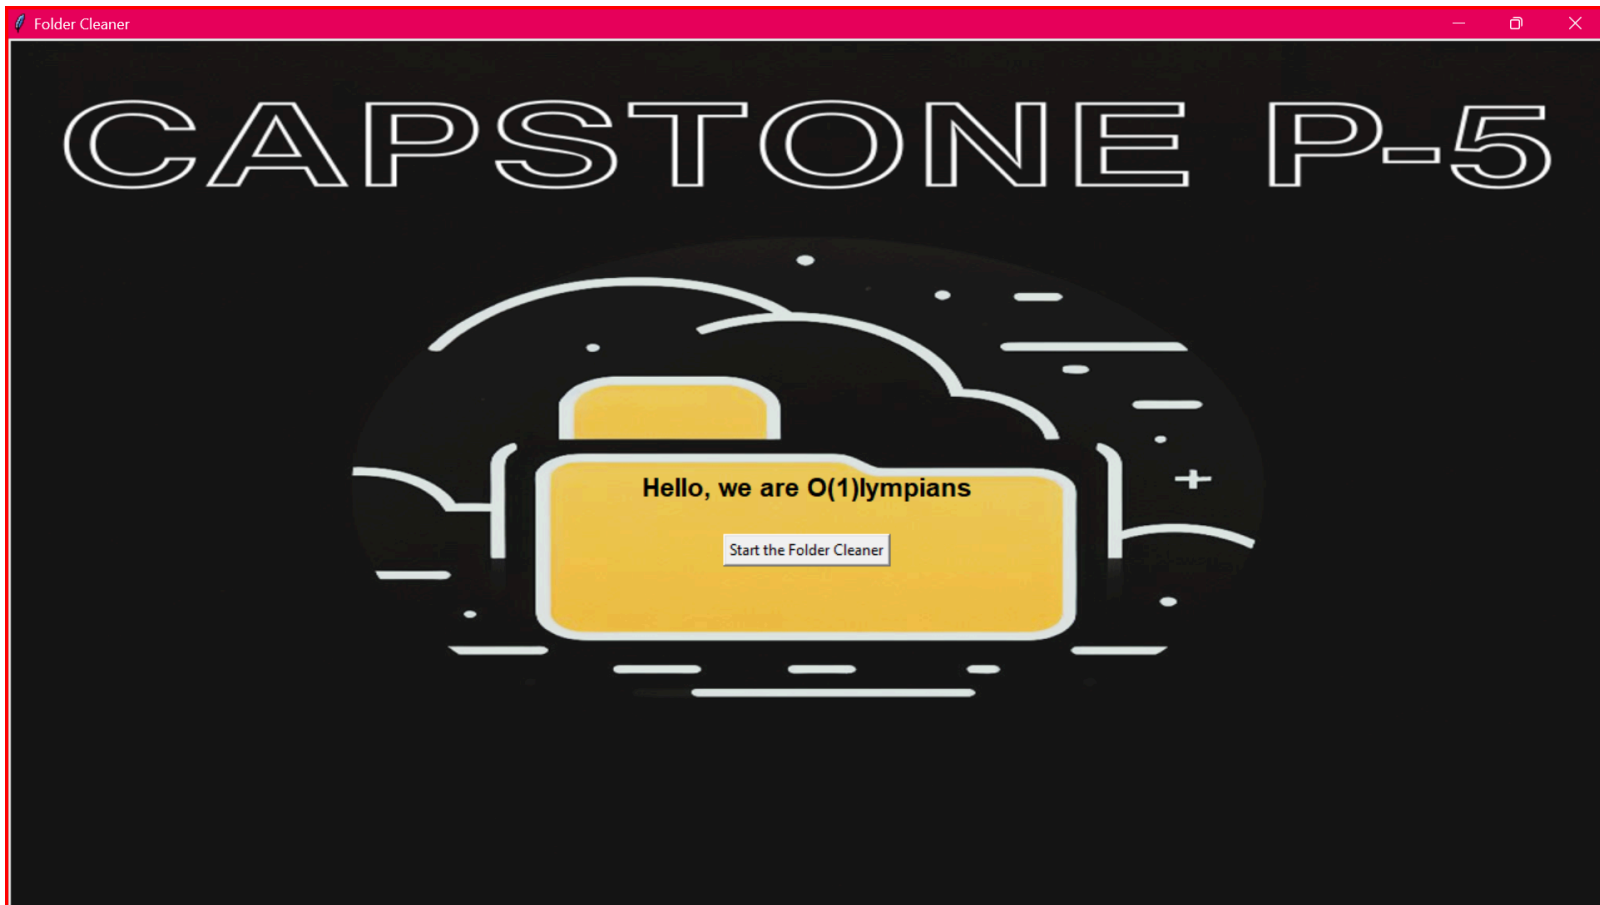 Folder Cleaner
CAPSTONE P-5
Hello, we are O(1)lympians
Start the Folder Cleaner